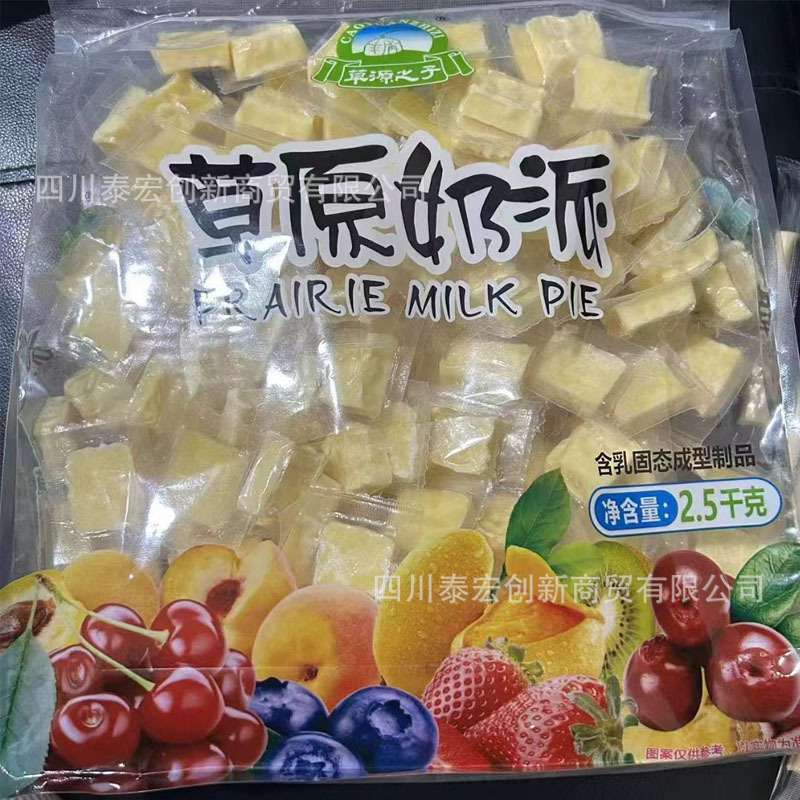 CAOYUANZHIZI
®
草源之子
草原奶派
四川泰宏创新商贸有限公司
PRAIRIE MILK PIE
含乳固态成型制品
净含量：2.5千克
四川泰宏创新商贸有限公司
图案仅供参考